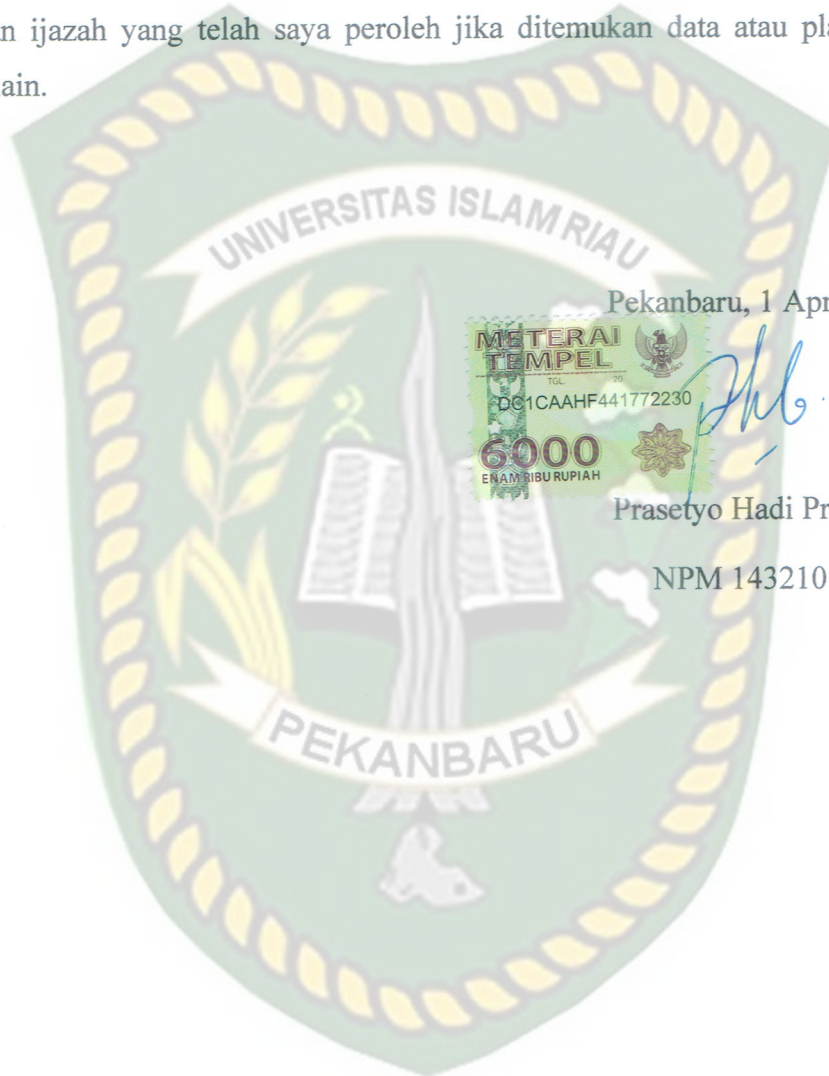 n ijazah yang telah saya peroleh jika ditemukan data atau pla
ain.
UNIVERSITAS ISLAM RIAU
Pekanbaru, 1 Apr
METERAI
TEMPEL
TGL. 20
DC1CAAHF441772230
6000
ENAM RIBU RUPIAH
Prasetyo Hadi Pr
NPM 143210
PEKANBARU